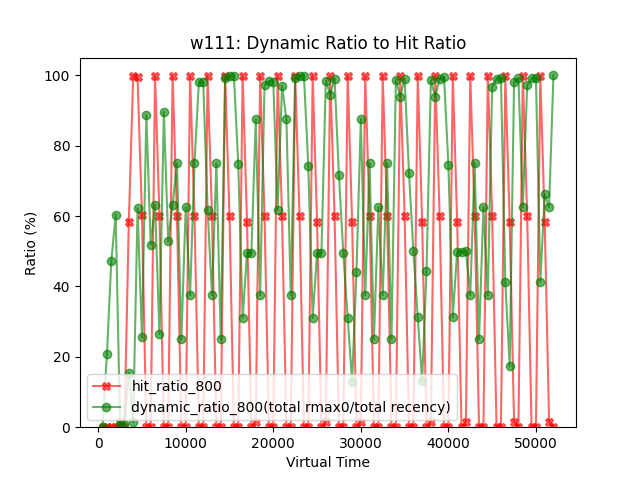 w111: Dynamic Ratio to Hit Ratio
100
80
60
40
20
0
Ratio (%)
hit_ratio_800
dynamic_ratio_800(total rmax0/total recency)
0
10000
20000
30000
40000
50000
Virtual Time